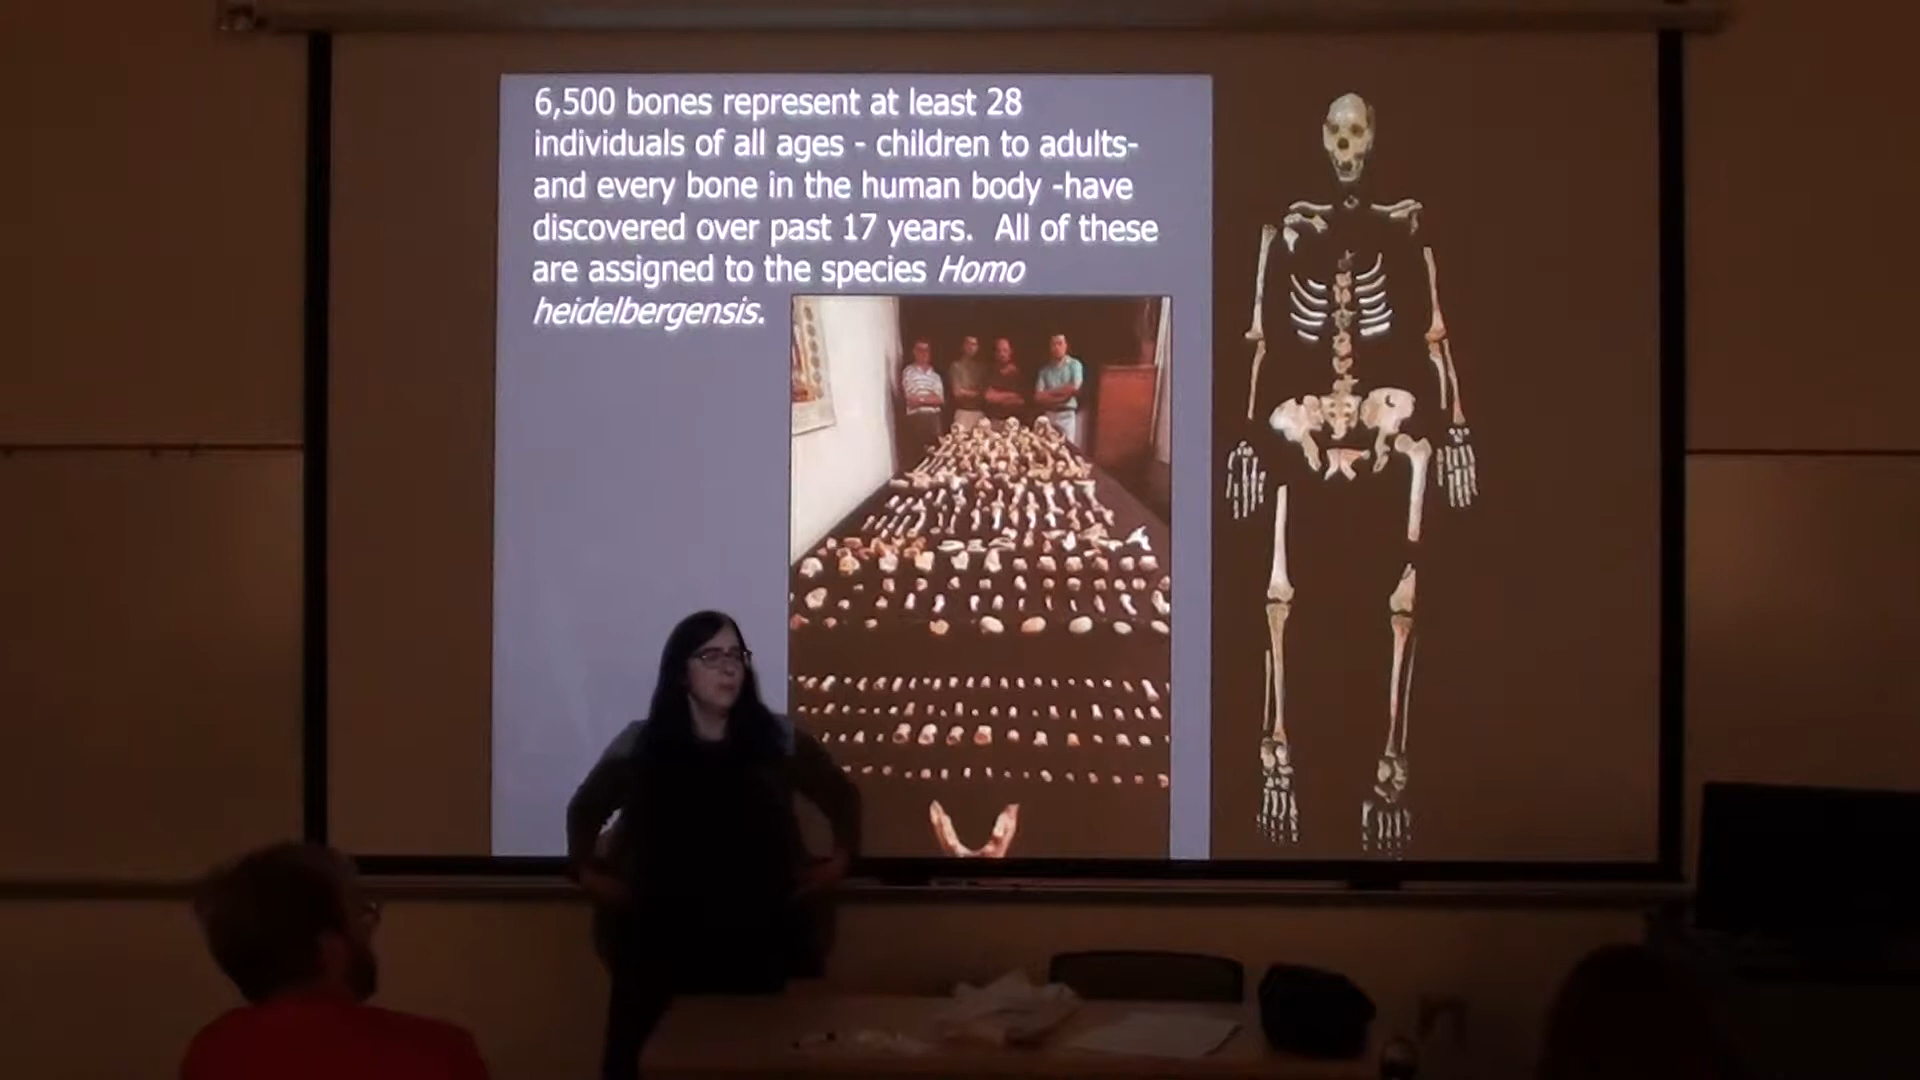 6,500 bones represent at least 28
individuals of all ages - children to adults-
and every bone in the human body -have
discovered over past 17 years.  All of these
are assigned to the species Homo
heidelbergensis.